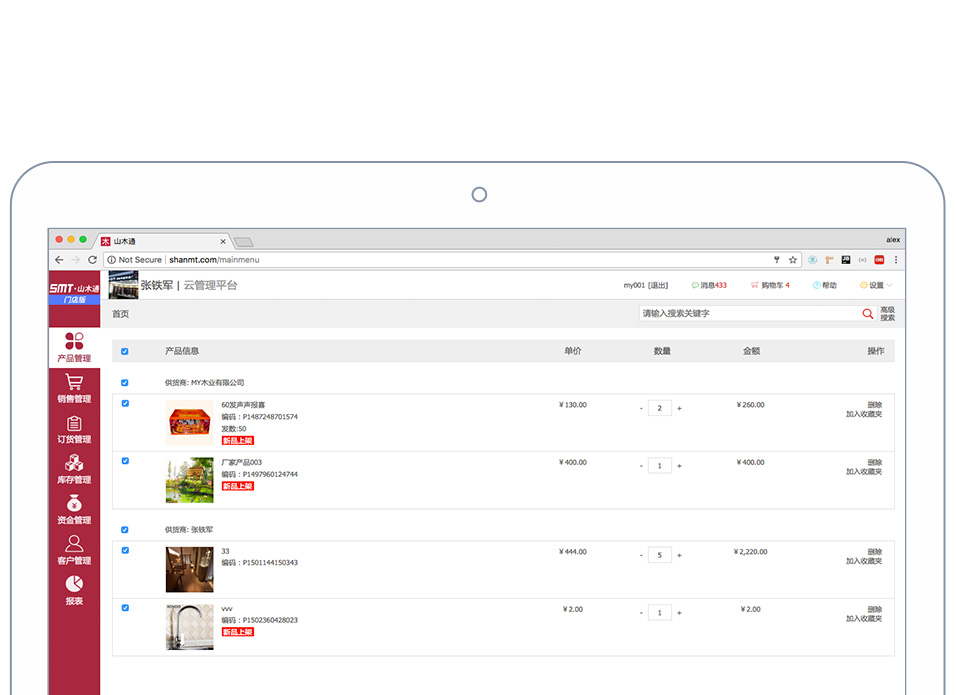 山木通
alex
Not Secure | shanmt.com/mainmenu
SMT·山木通
门店版
张铁军 | 云管理平台
my001 [退出] 消息433 购物车 4 帮助 设置
首页
请输入搜索关键字
高级
搜索
产品管理
销售管理
订货管理
库存管理
资金管理
客户管理
报表
产品信息 单价 数量 金额 操作
供货商: MY木业有限公司
60发声声报喜 ¥130.00 - 2 + ¥260.00 删除
编码：P1487248701574 加入收藏夹
发数:50
新品上架
厂家产品003 ¥400.00 - 1 + ¥400.00 删除
编码：P1497960124744 加入收藏夹
新品上架
供货商: 张铁军
33 ¥444.00 - 5 + ¥2,220.00 删除
编码：P1501144150343 加入收藏夹
vvv ¥2.00 - 1 + ¥2.00 删除
编码：P1502360428023 加入收藏夹
新品上架